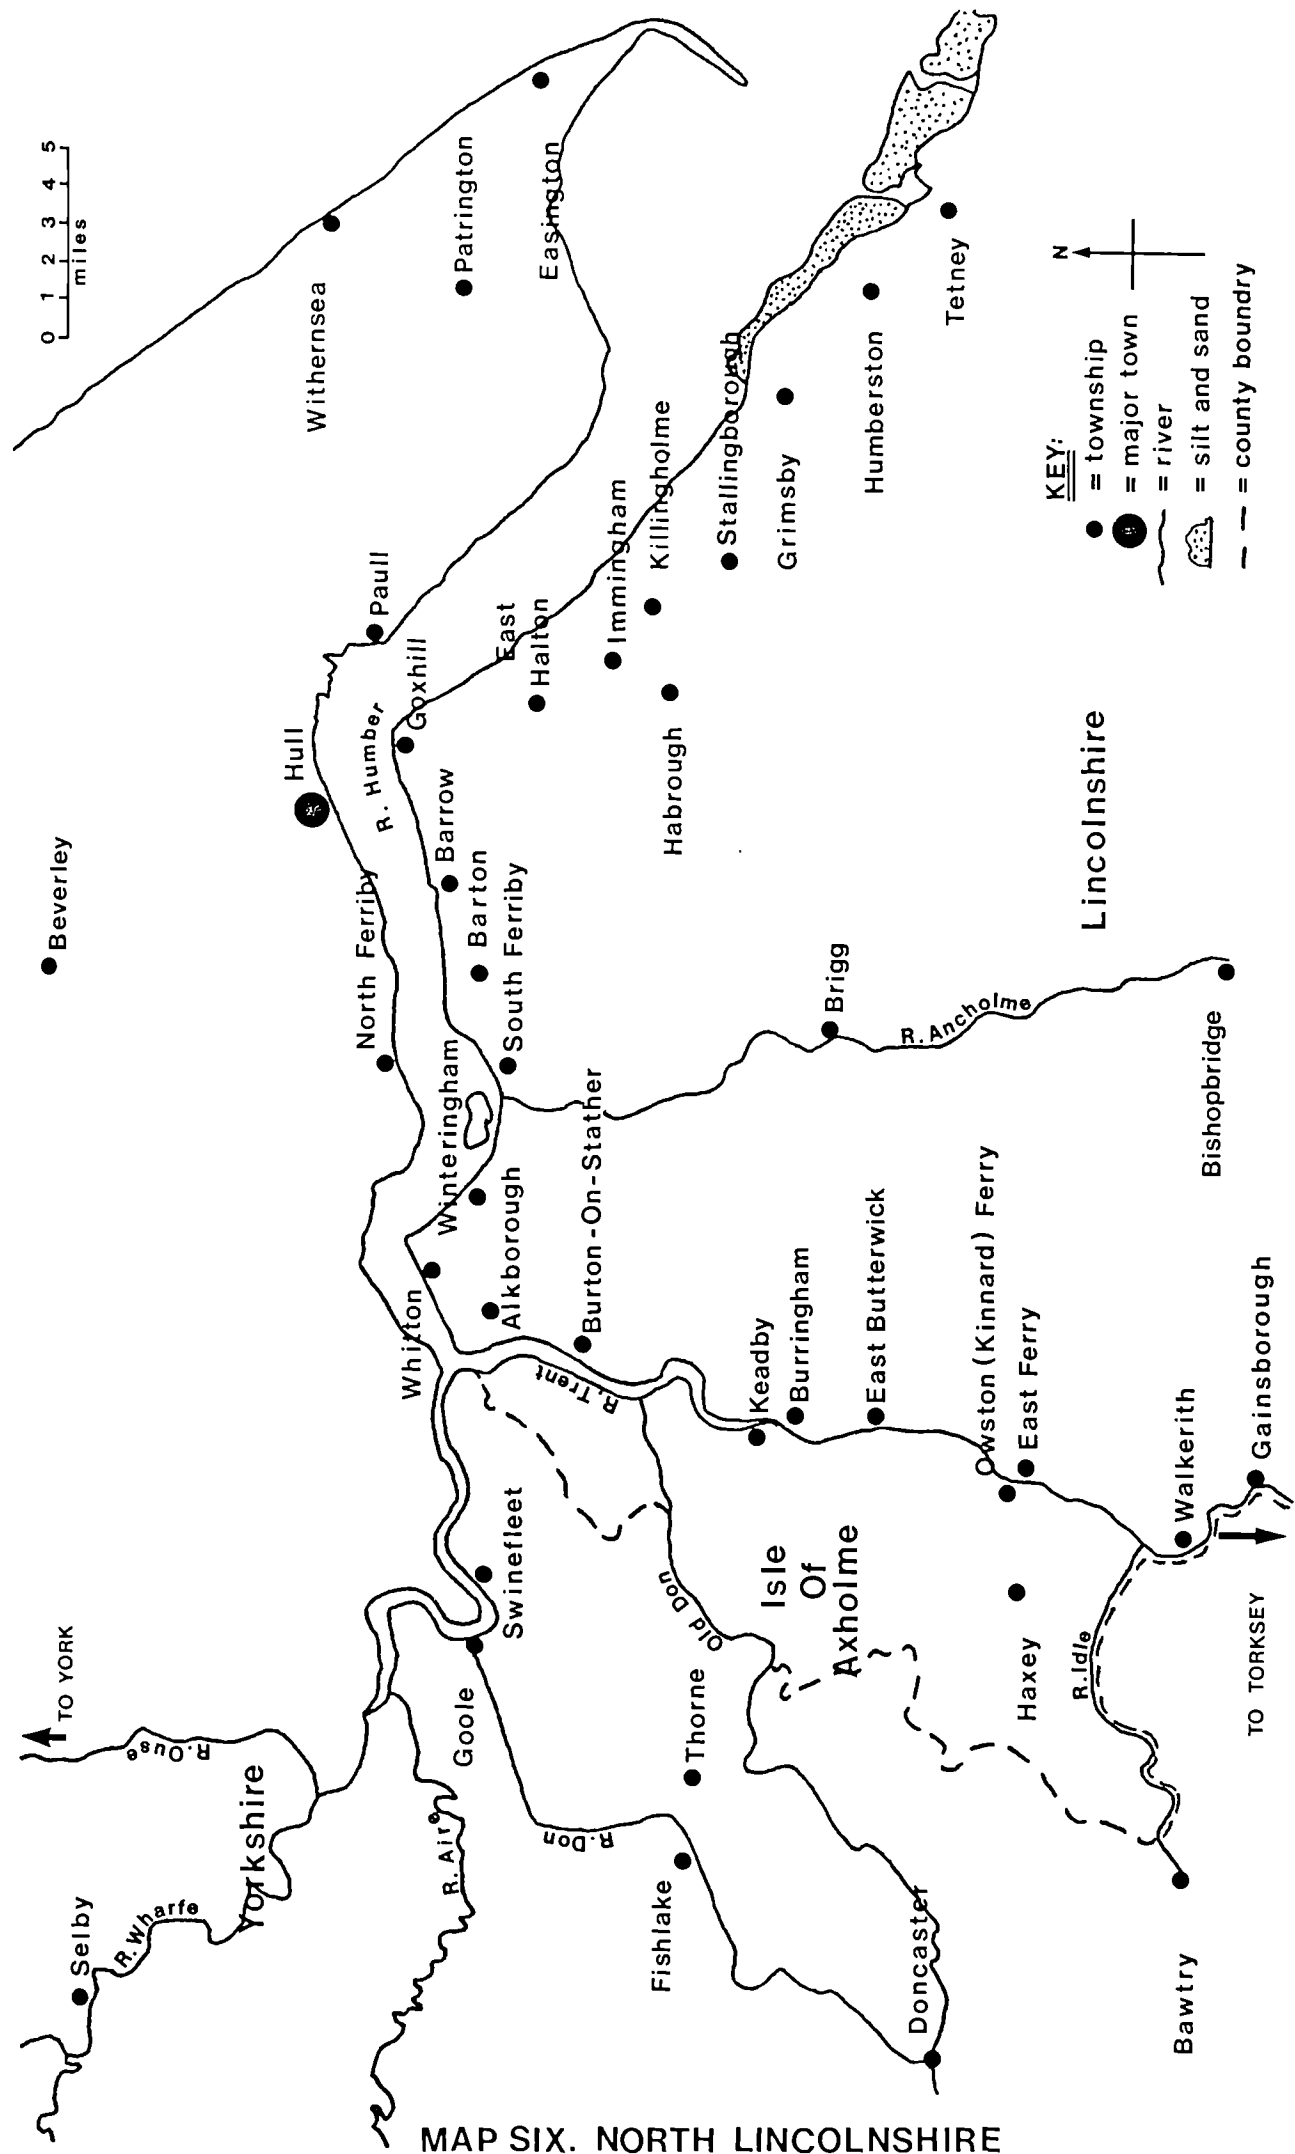 TO YORK
Beverley
0 1 2 3 4 5
miles
Selby
R. Wharfe
R. Ouse
Yorkshire
Hull
Withernsea
North Ferriby
R. Humber
Paull
Patrington
R. Aire
Goole
Swinefleet
Whitton
Winteringham
Barrow
Goxhill
Barton
South Ferriby
East
Halton
Easington
Alkborough
R. Don
R. Trent
Burton-On-Stather
Immingham
Killingholme
Habrough
Stallingborough
Grimsby
Fishlake
Thorne
Old Don
Isle
Of
Axholme
Keadby
Burringham
Brigg
Humberston
East Butterwick
R. Ancholme
Tetney
Doncaster
Owston (Kinnard) Ferry
East Ferry
Haxey
Lincolnshire
R. Idle
Walkerith
Bishopbridge
Bawtry
Gainsborough
TO TORKSEY
N
KEY:
= township
= major town
= river
= silt and sand
= county boundry
MAP SIX. NORTH LINCOLNSHIRE